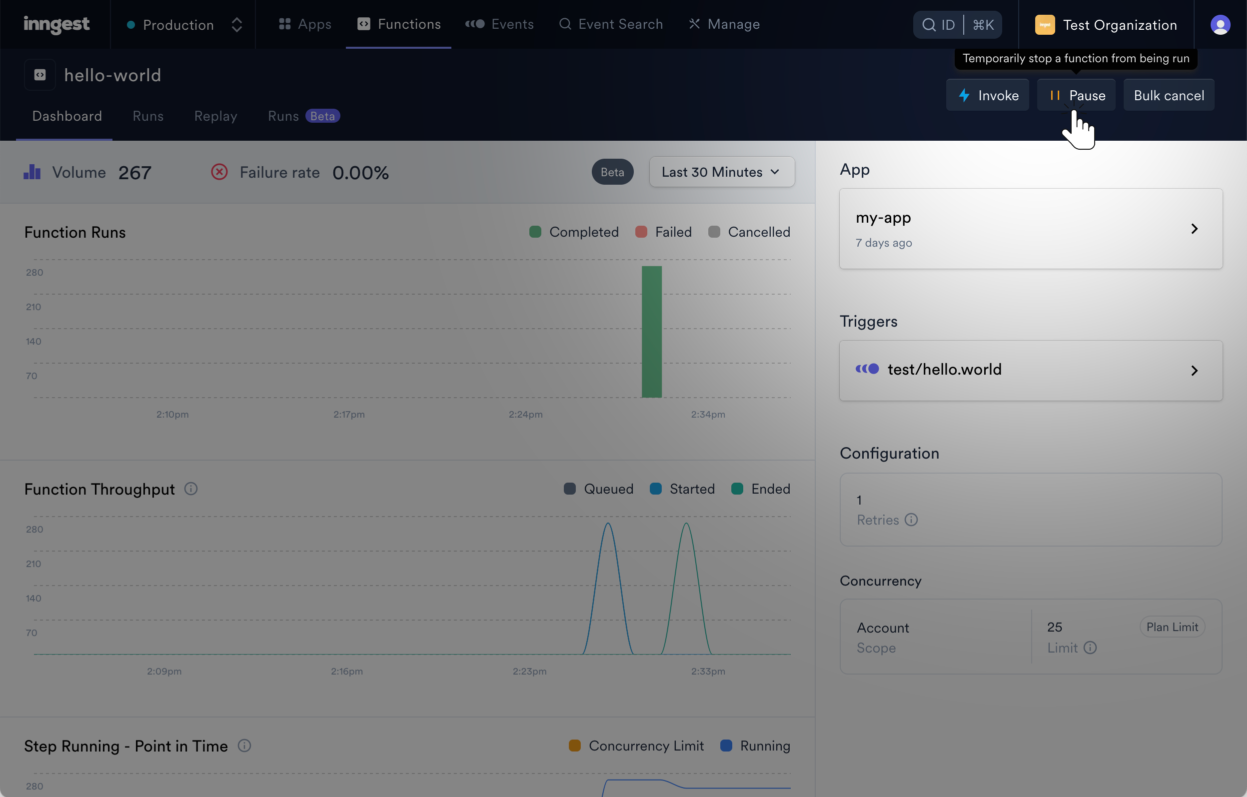 inngest
Production
Apps
Functions
Events
Event Search
Manage
ID
⌘K
Test Organization
Temporarily stop a function from being run
hello-world
Invoke
Pause
Bulk cancel
Dashboard
Runs
Replay
Runs Beta
Volume 267
Failure rate 0.00%
Beta
Last 30 Minutes
Function Runs
Completed
Failed
Cancelled
280
210
140
70
2:10pm
2:17pm
2:24pm
2:34pm
Function Throughput
Queued
Started
Ended
280
210
140
70
2:09pm
2:16pm
2:23pm
2:33pm
Step Running - Point in Time
Concurrency Limit
Running
280
App
my-app
7 days ago
Triggers
test/hello.world
Configuration
1
Retries
Concurrency
Account
Scope
25
Limit
Plan Limit